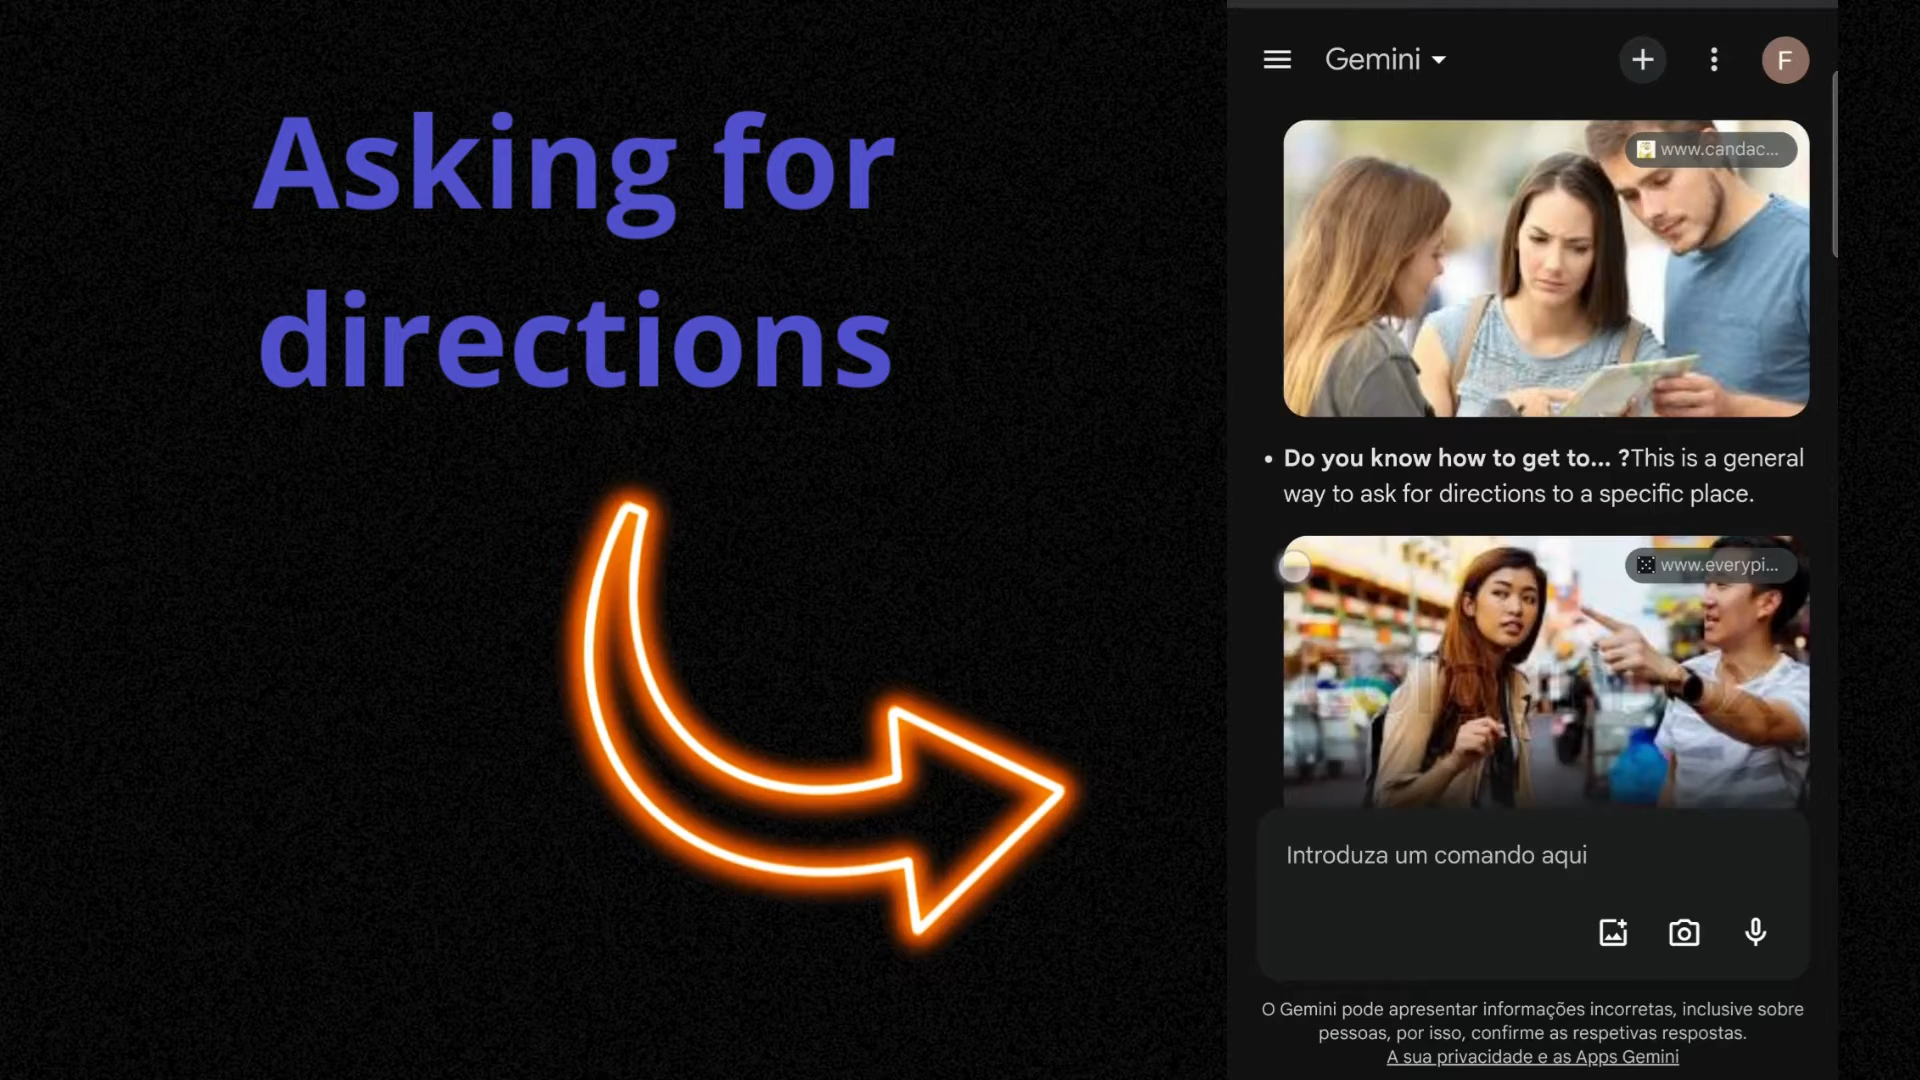 Asking for
directions
Gemini
F
www.candac...
• Do you know how to get to... ?This is a general
way to ask for directions to a specific place.
www.everypi...
Introduza um comando aqui
O Gemini pode apresentar informações incorretas, inclusive sobre
pessoas, por isso, confirme as respetivas respostas.
A sua privacidade e as Apps Gemini